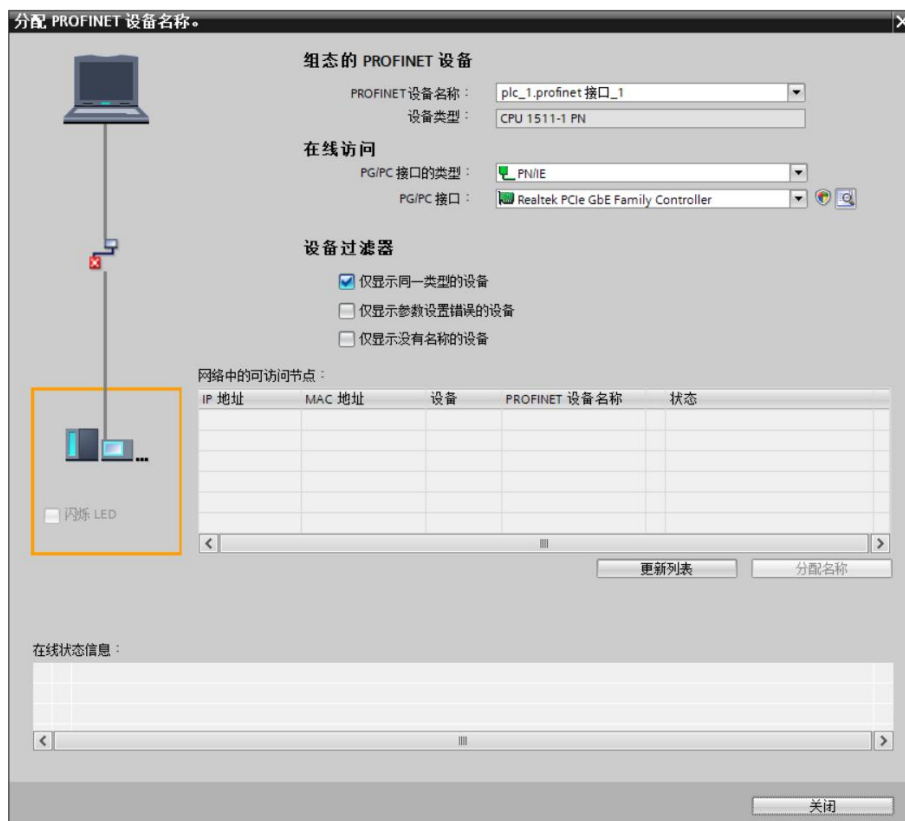 分配 PROFINET 设备名称。
组态的 PROFINET 设备
PROFINET设备名称：
plc_1.profinet 接口_1
设备类型：
CPU 1511-1 PN
在线访问
PG/PC 接口的类型：
PN/IE
PG/PC 接口：
Realtek PCIe GbE Family Controller
设备过滤器
仅显示同一类型的设备
仅显示参数设置错误的设备
仅显示没有名称的设备
网络中的可访问节点：
IP 地址 MAC 地址 设备 PROFINET 设备名称 状态
闪烁 LED
更新列表 分配名称
在线状态信息：
关闭